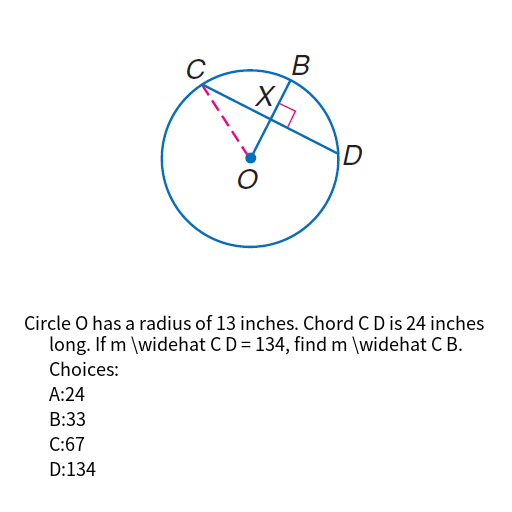 C
B
X
D
O
Circle O has a radius of 13 inches. Chord C D is 24 inches
long. If m \widehat C D = 134, find m \widehat C B.
Choices:
A:24
B:33
C:67
D:134